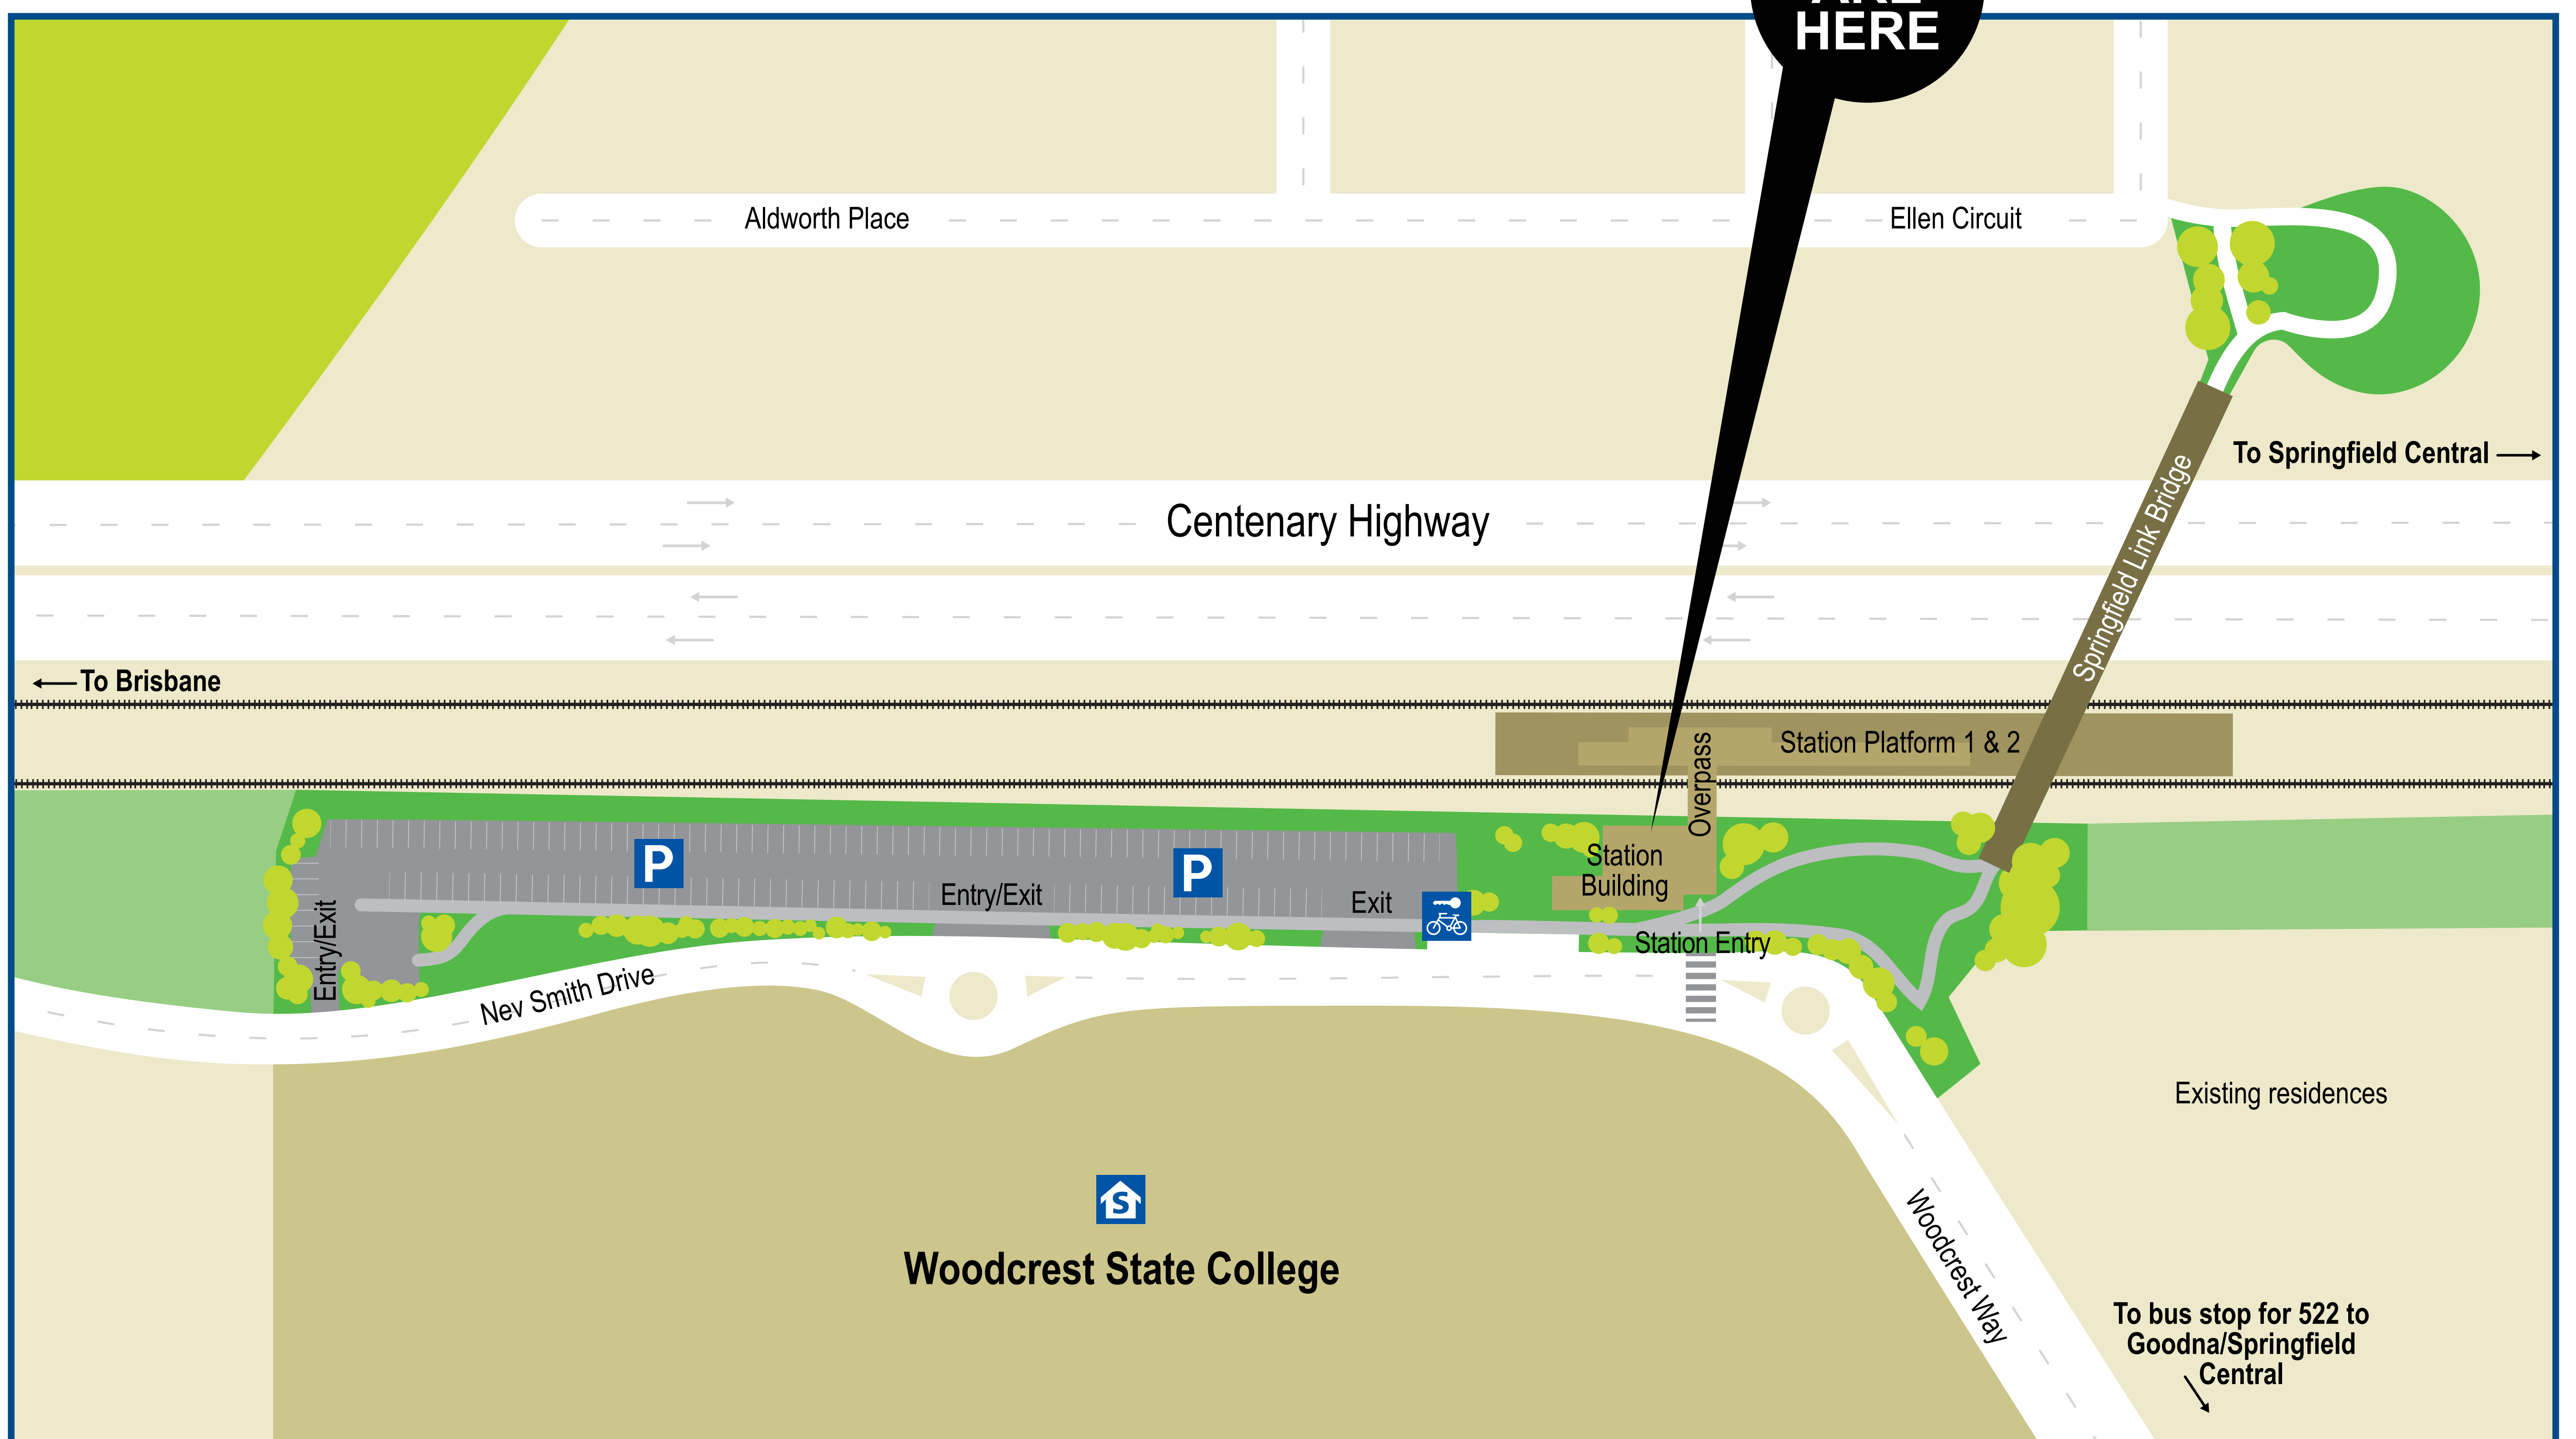 ARE
HERE
Aldworth Place
Ellen Circuit
To Springfield Central
Centenary Highway
Springfield Link Bridge
To Brisbane
Station Platform 1 & 2
Overpass
Station
Building
P
P
Entry/Exit
Exit
Entry/Exit
Station Entry
Nev Smith Drive
Existing residences
S
Woodcrest State College
Woodcrest Way
To bus stop for 522 to
Goodna/Springfield
Central